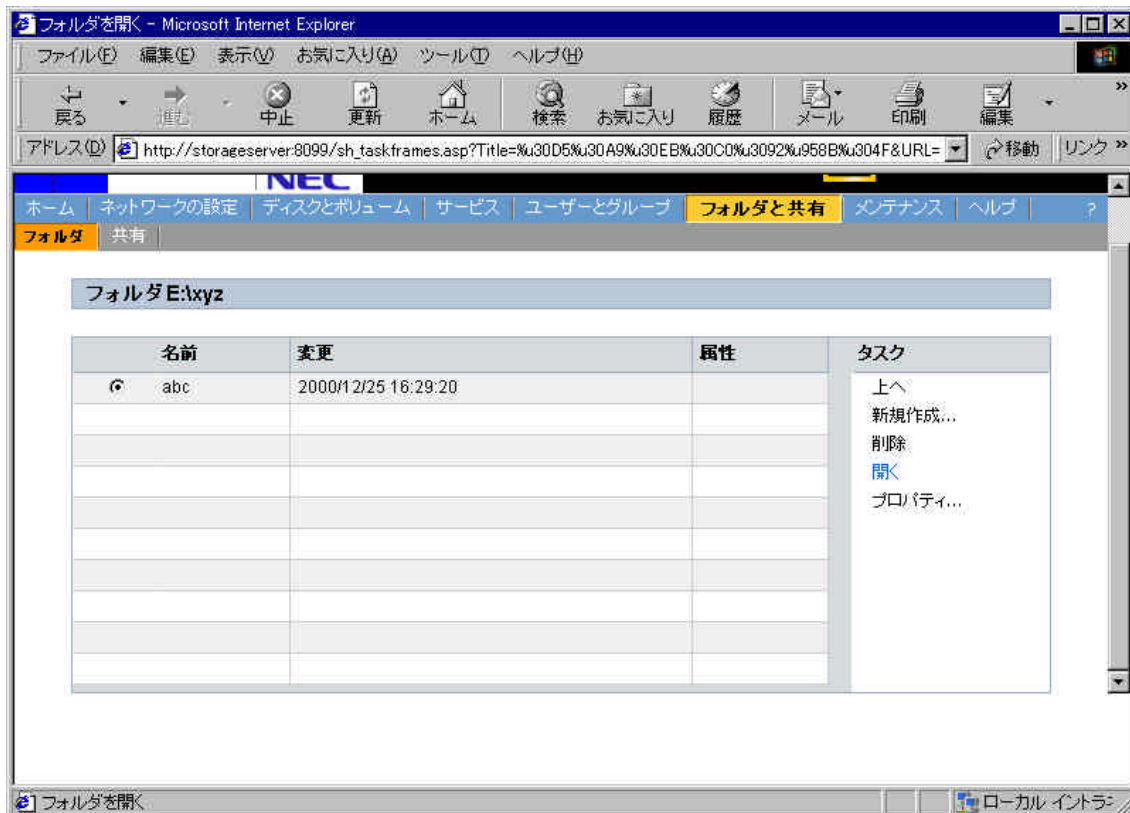 フォルダを開く - Microsoft Internet Explorer
ファイル(F) 編集(E) 表示(V) お気に入り(A) ツール(T) ヘルプ(H)
戻る 進む 中止 更新 ホーム 検索 お気に入り 履歴 メール 印刷 編集 »
アドレス(D) http://storageserver:8099/sh_taskframes.asp?Title=%u30D5%u30A9%u30EB%u30C0%u3092%u958B%u304F&URL= 移動 リンク »
NEC
ホーム ネットワークの設定 ディスクとボリューム サービス ユーザーとグループ フォルダと共有 メンテナンス ヘルプ ?
フォルダ 共有
フォルダ E:\xyz
名前 変更 属性 タスク
abc 2000/12/25 16:29:20 上へ
新規作成...
削除
開く
プロパティ...
フォルダを開く ローカル イントラネ